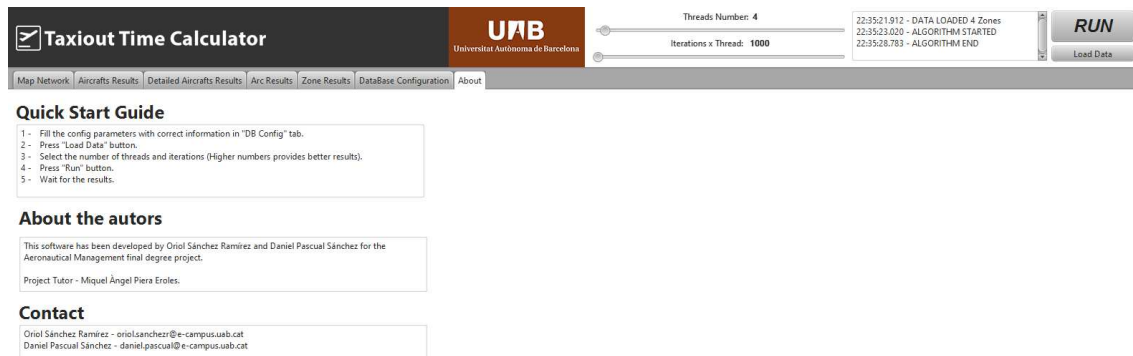 Taxiout Time Calculator
UAB
Universitat Autònoma de Barcelona
Threads Number: 4
Iterations x Thread: 1000
22:35:21.912 - DATA LOADED 4 Zones
22:35:23.020 - ALGORITHM STARTED
22:35:28.783 - ALGORITHM END
RUN
Load Data
Map Network
Aircrafts Results
Detailed Aircrafts Results
Arc Results
Zone Results
DataBase Configuration
About
Quick Start Guide
1 - Fill the config parameters with correct information in "DB Config" tab.
2 - Press "Load Data" button.
3 - Select the number of threads and iterations (Higher numbers provides better results).
4 - Press "Run" button.
5 - Wait for the results.
About the autors
This software has been developed by Oriol Sánchez Ramírez and Daniel Pascual Sánchez for the
Aeronautical Management final degree project.
Project Tutor - Miquel Àngel Piera Eroles.
Contact
Oriol Sánchez Ramírez - oriol.sanchezr@e-campus.uab.cat
Daniel Pascual Sánchez - daniel.pascual@e-campus.uab.cat